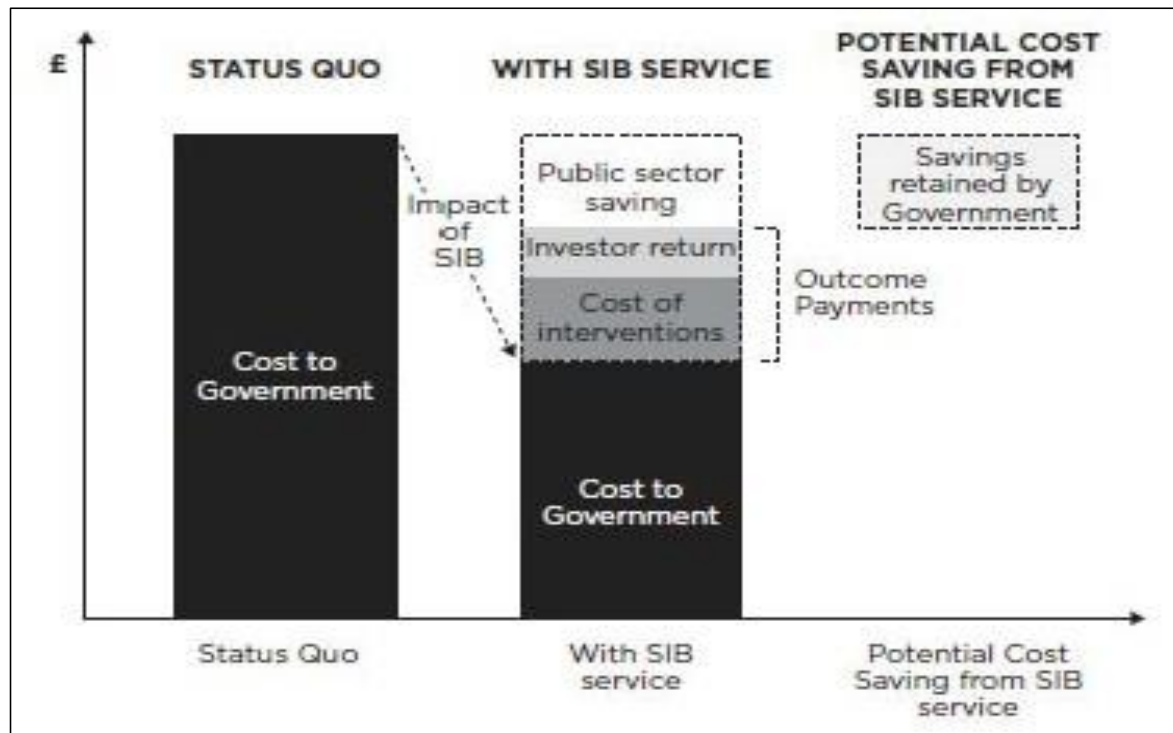 £
STATUS QUO
WITH SIB SERVICE
POTENTIAL COST
SAVING FROM
SIB SERVICE
Cost to
Government
Impact
of
SIB
Public sector
saving
Investor return
Cost of
interventions
Cost to
Government
Outcome
Payments
Savings
retained by
Government
Status Quo
With SIB
service
Potential Cost
Saving from SIB
service